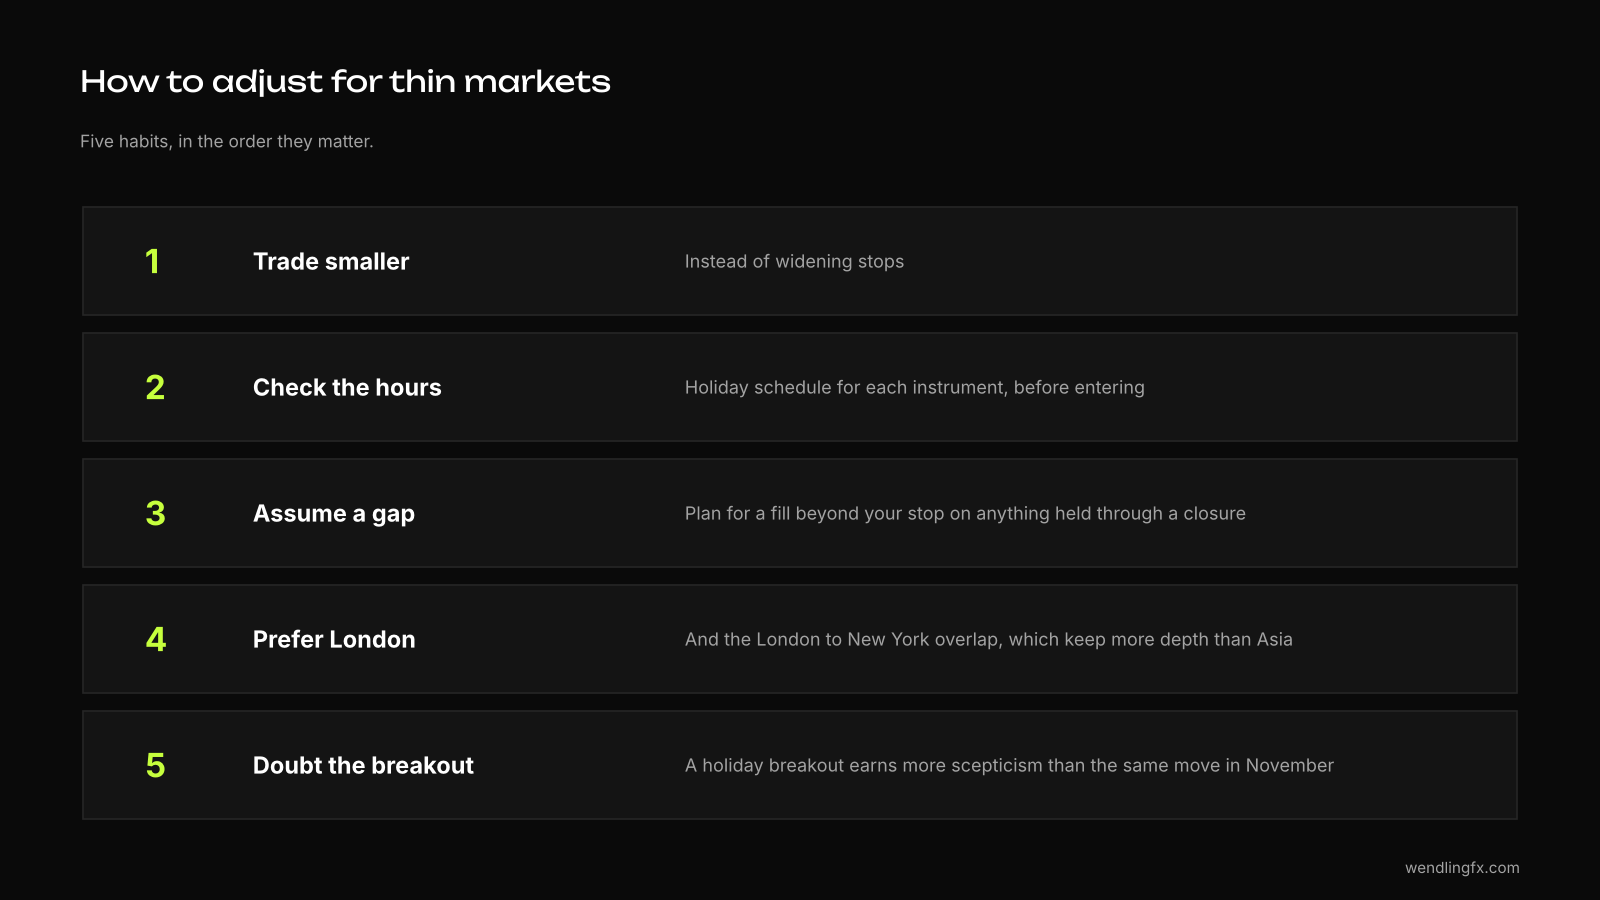 How to adjust for thin markets
Five habits, in the order they matter.
1 Trade smaller Instead of widening stops
2 Check the hours Holiday schedule for each instrument, before entering
3 Assume a gap Plan for a fill beyond your stop on anything held through a closure
4 Prefer London And the London to New York overlap, which keep more depth than Asia
5 Doubt the breakout A holiday breakout earns more scepticism than the same move in November
wendlingfx.com